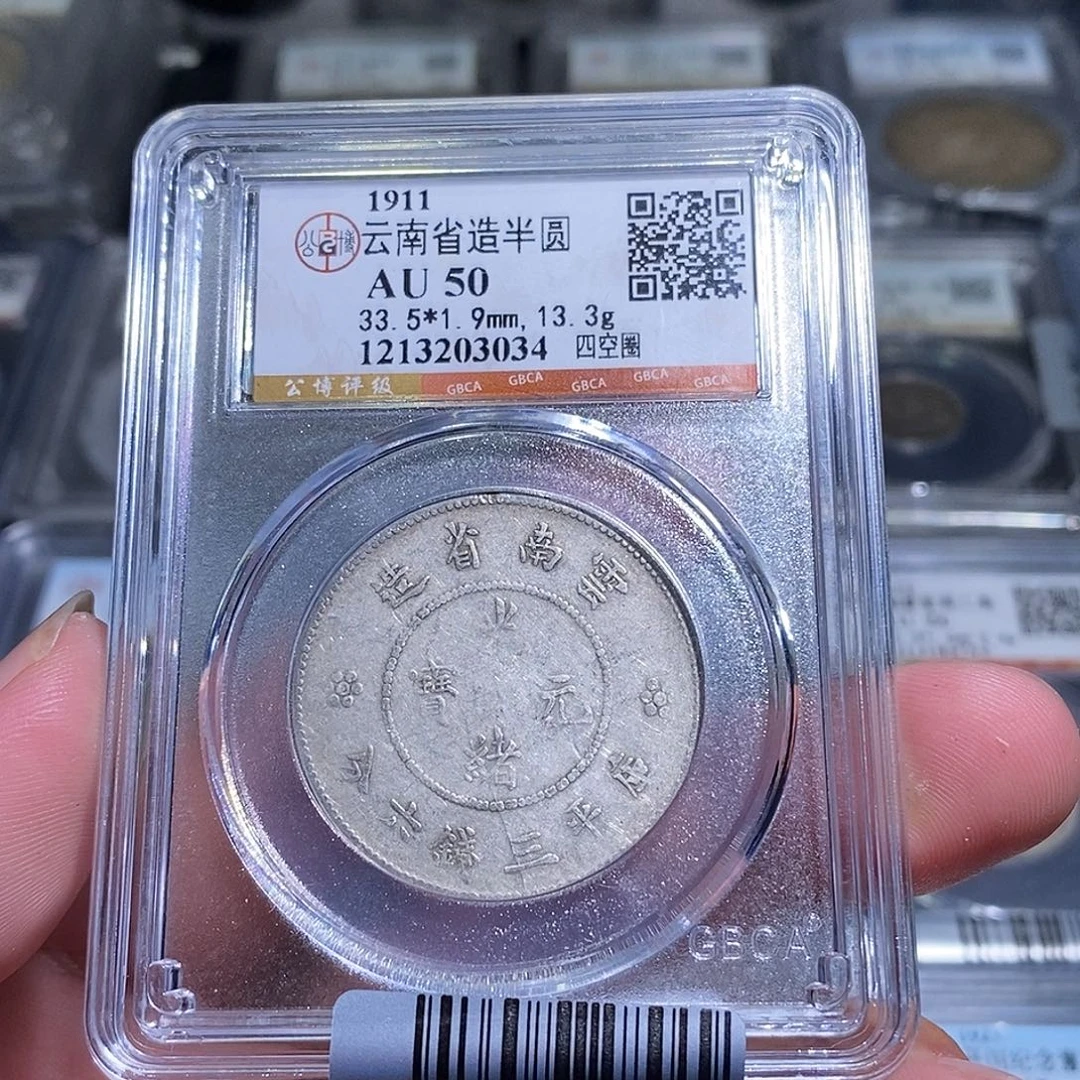 1911
公博 云南省造半圆
AU 50
33.5*1.9mm,13.3g
1213203034 四空圈
公博评级 GBCA GBCA GBCA GBCA GBCA
造省南雲
光元緒寶
分六錢三平庫
GBCA